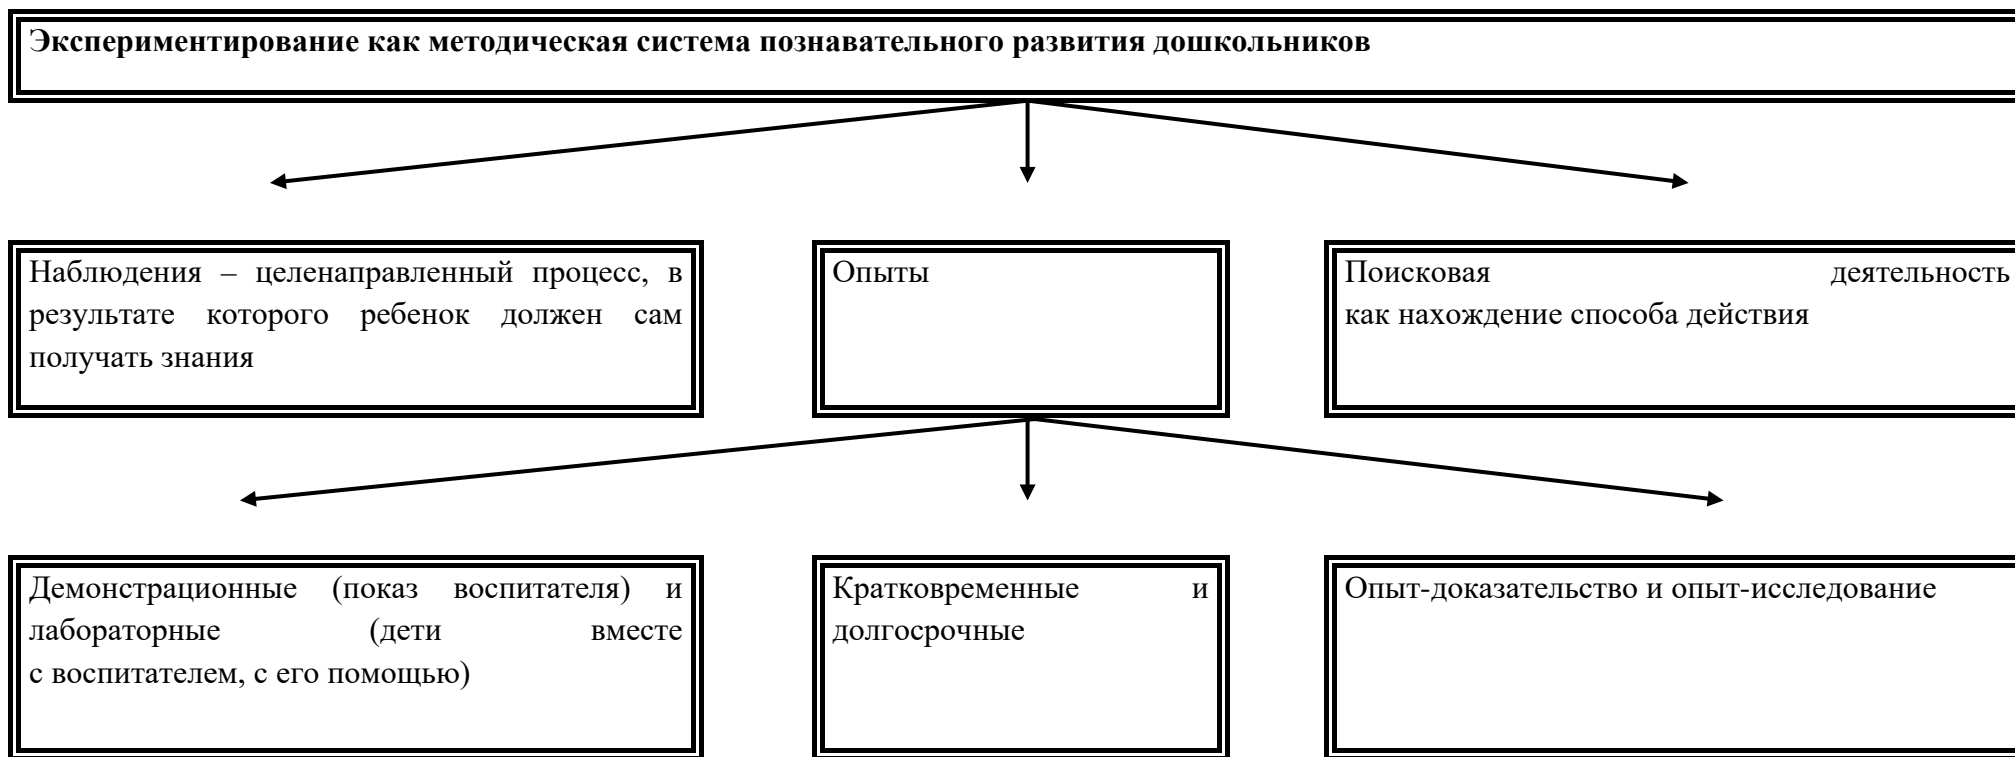 Экспериментирование как методическая система познавательного развития дошкольников
Наблюдения – целенаправленный процесс, в
результате которого ребенок должен сам
получать знания
Опыты
Поисковая деятельность
как нахождение способа действия
Демонстрационные (показ воспитателя) и
лабораторные (дети вместе
с воспитателем, с его помощью)
Кратковременные и
долгосрочные
Опыт-доказательство и опыт-исследование